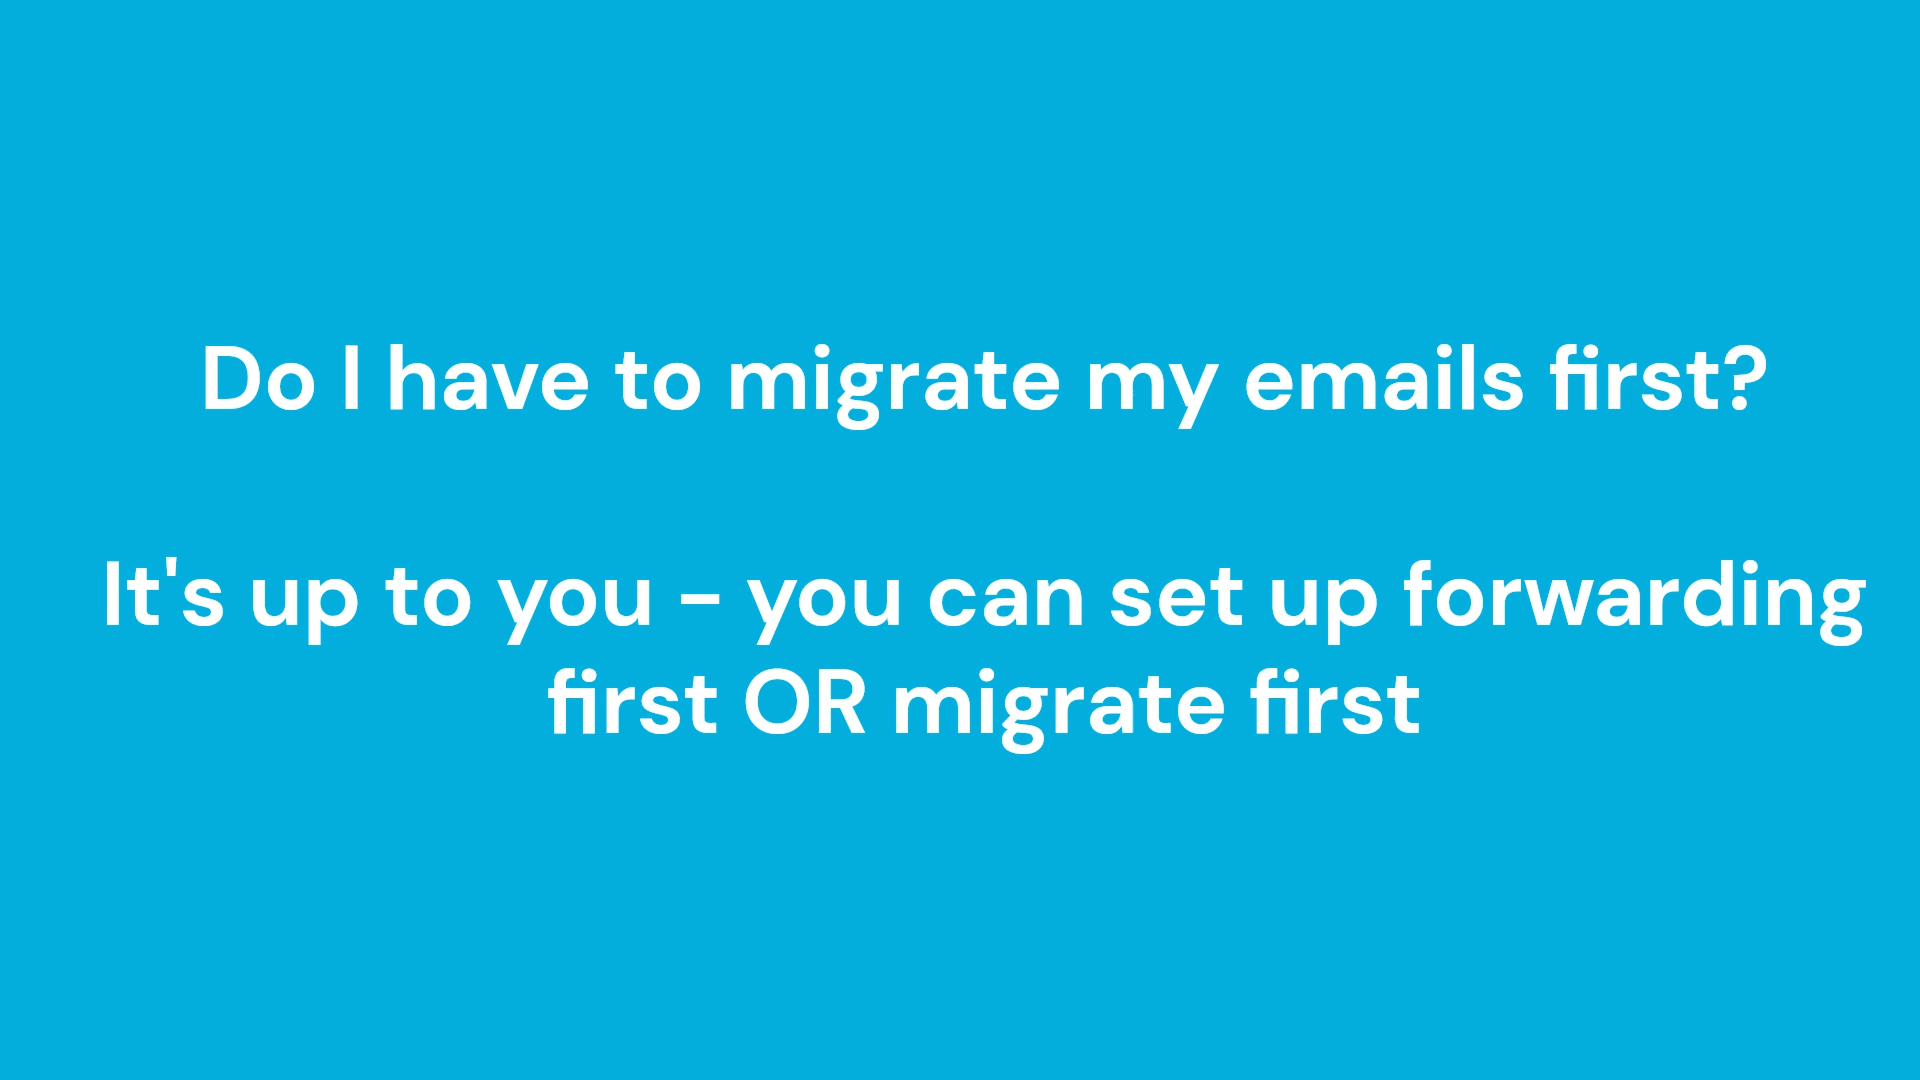 Do I have to migrate my emails first?
It's up to you – you can set up forwarding
first OR migrate first